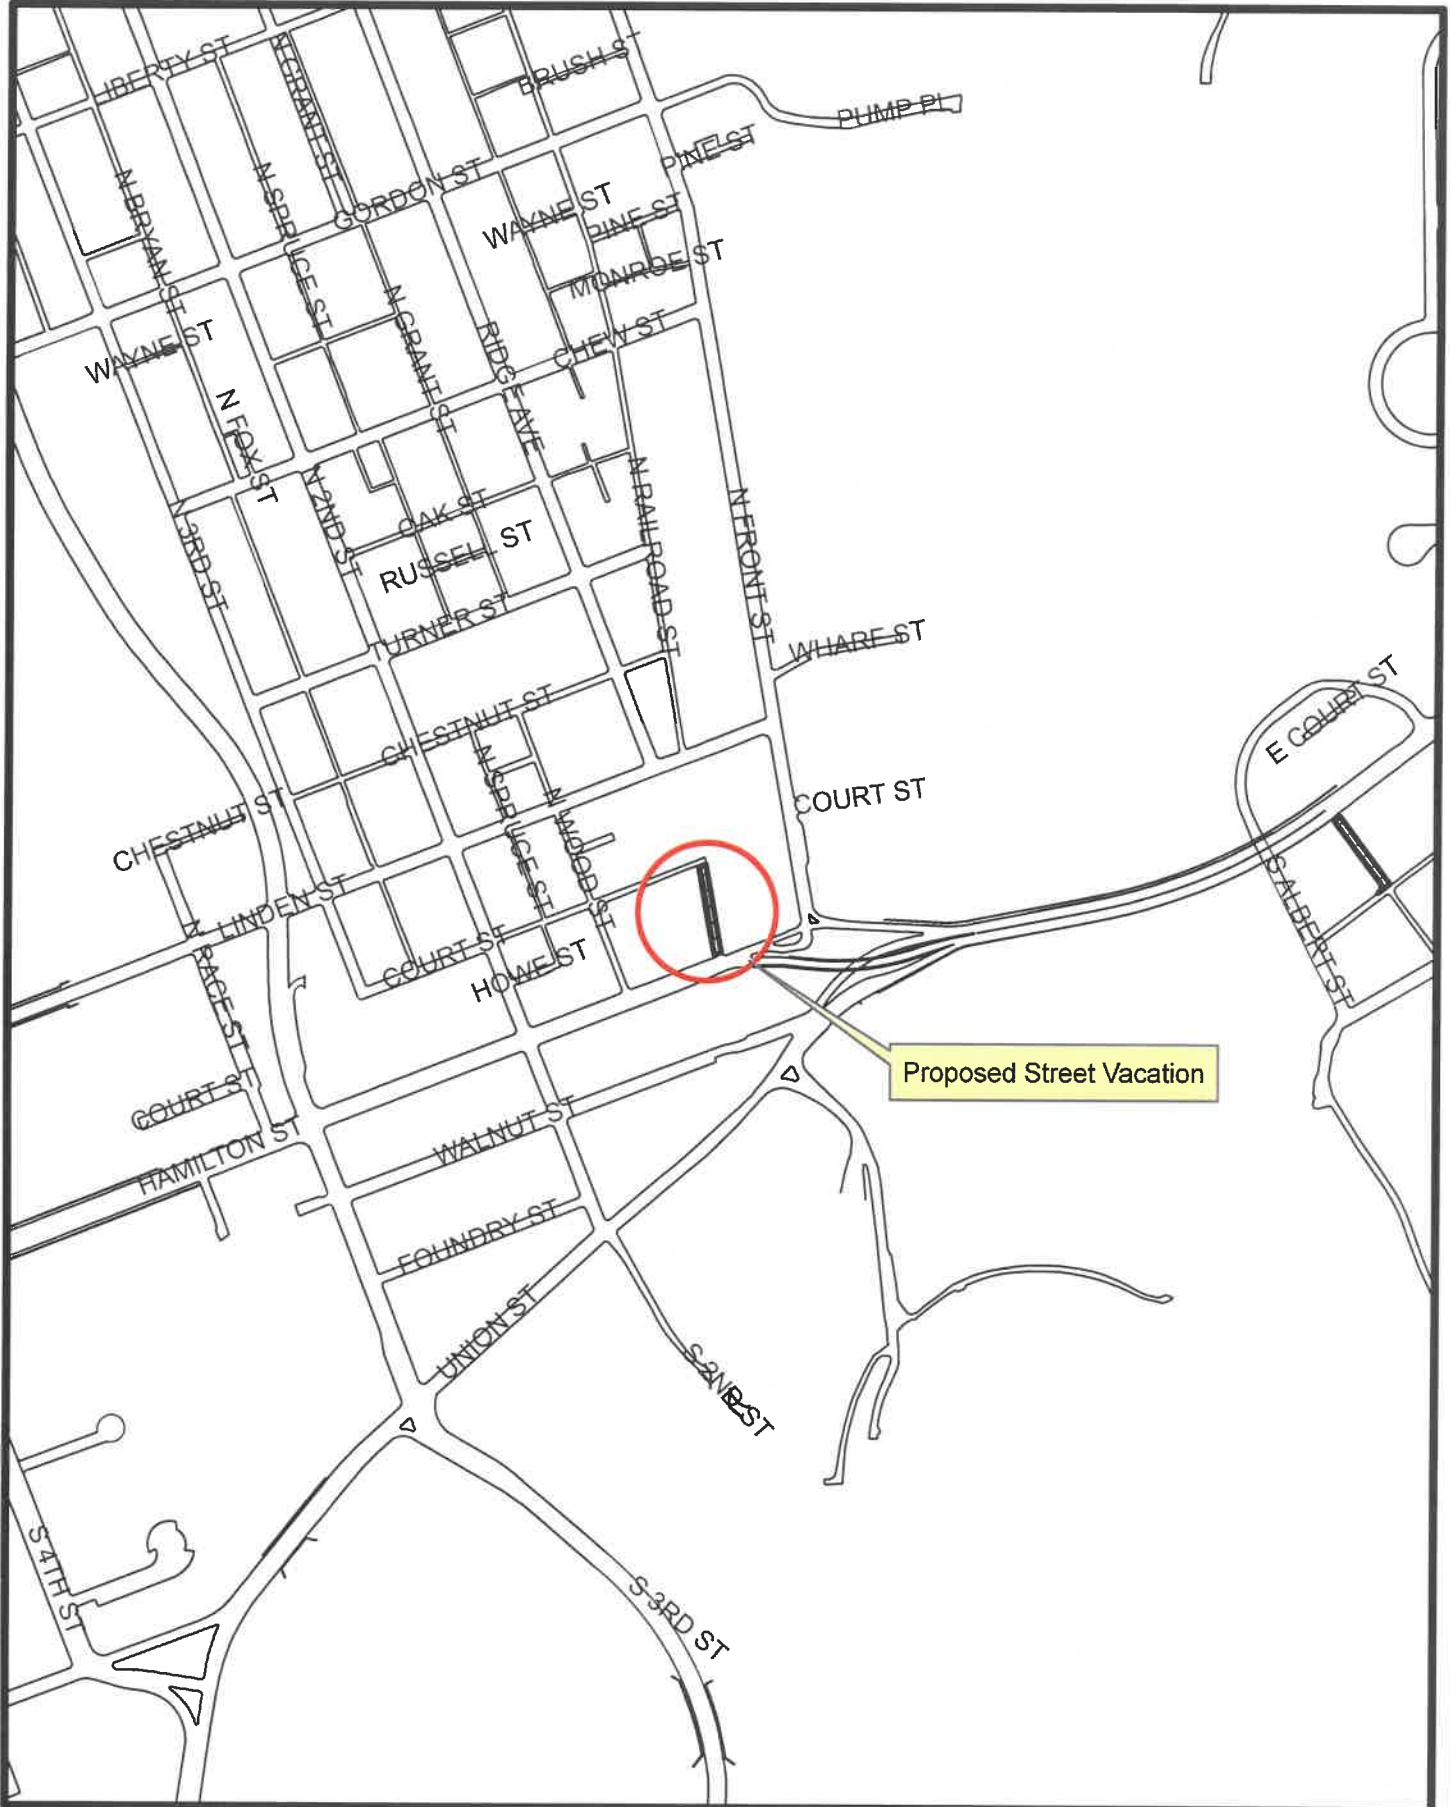 LIBERTY ST
N GRANT ST
BRUSH ST
PUMP PL
PINE ST
N BRYAN ST
N SPRUCE ST
GORDON ST
WAYNE ST
PINE ST
MONROE ST
WAYNE ST
N GRANT ST
RIDGE AVE
CHEW ST
N FOX ST
N 3RD ST
N 2ND ST
OAK ST
RUSSELL ST
N RAILROAD ST
N FRONT ST
TURNER ST
WHARF ST
E COURT ST
CHESTNUT ST
N SPRUCE ST
N WOOD ST
COURT ST
CHESTNUT ST
LINDEN ST
N RACE ST
COURT ST
HOWE ST
S ALBERT ST
Proposed Street Vacation
COURT ST
HAMILTON ST
WALNUT ST
FOUNDRY ST
UNION ST
S 2ND ST
S 4TH ST
S 3RD ST